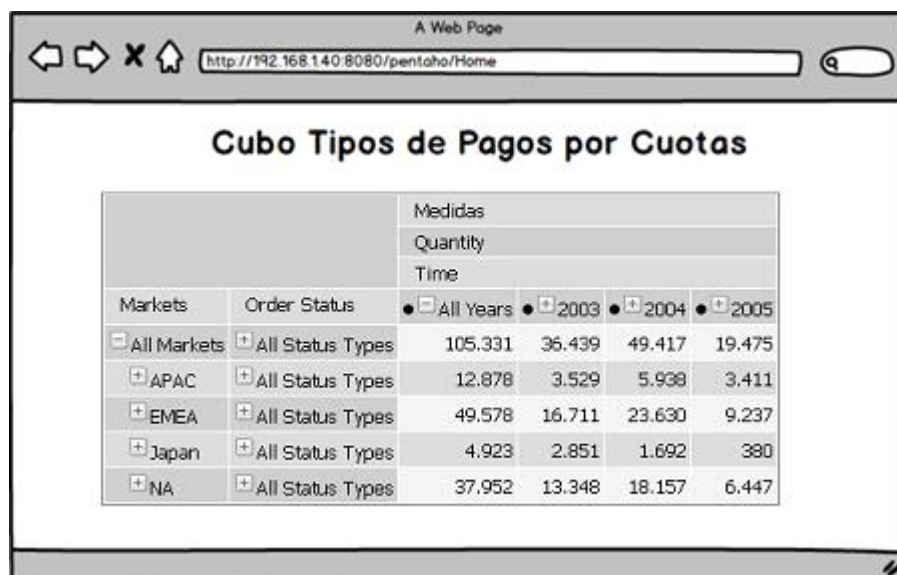 A Web Page
http://192.168.1.40:8080/pentaho/Home
Cubo Tipos de Pagos por Cuotas
Medidas
Quantity
Time
Markets Order Status All Years 2003 2004 2005
All Markets All Status Types 105.331 36.439 49.417 19.475
APAC All Status Types 12.878 3.529 5.938 3.411
EMEA All Status Types 49.578 16.711 23.630 9.237
Japan All Status Types 4.923 2.851 1.692 380
NA All Status Types 37.952 13.348 18.157 6.447